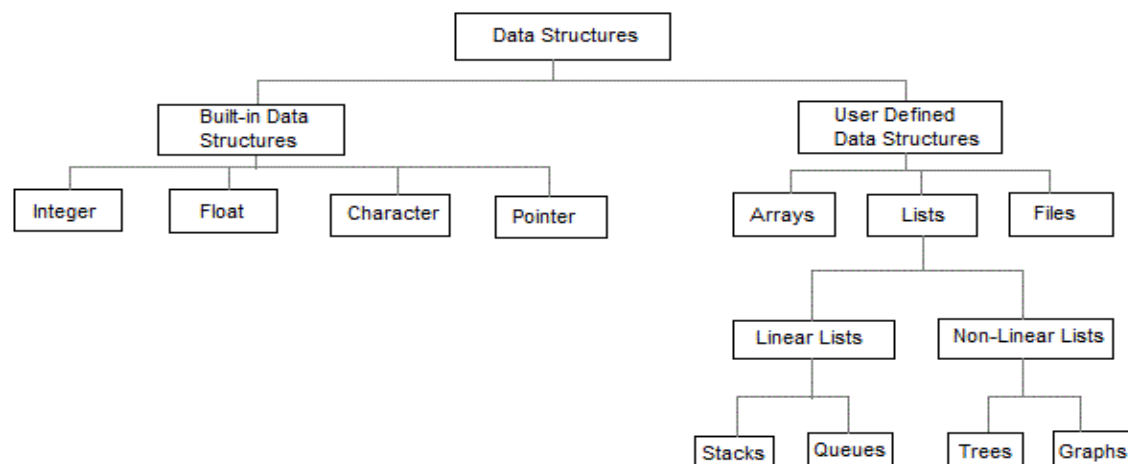 Data Structures
Built-in Data
Structures
User Defined
Data Structures
Integer
Float
Character
Pointer
Arrays
Lists
Files
Linear Lists
Non-Linear Lists
Stacks
Queues
Trees
Graphs